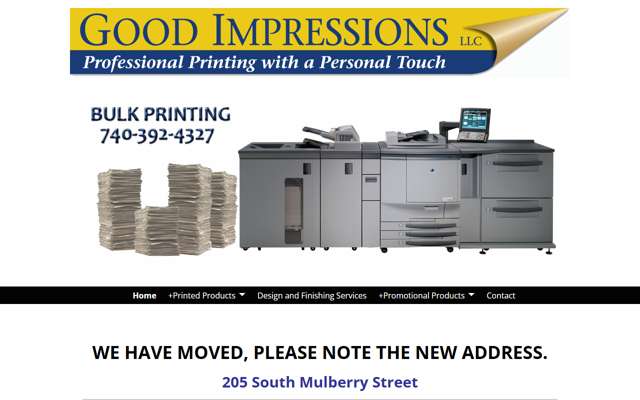 GOOD IMPRESSIONS LLC
Professional Printing with a Personal Touch
BULK PRINTING
740-392-4327
Home +Printed Products Design and Finishing Services +Promotional Products Contact
WE HAVE MOVED, PLEASE NOTE THE NEW ADDRESS.
205 South Mulberry Street